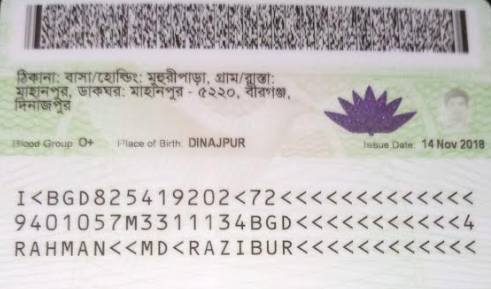 ঠিকানা: বাসা/হোল্ডিং: মুহুরীপাড়া, গ্রাম/রাস্তা:
মাহানপুর, ডাকঘর: মাহানপুর - ৫২২০, বীরগঞ্জ,
দিনাজপুর
Blood Group O+ Place of Birth: DINAJPUR Issue Date: 14 Nov 2018
I<BGD825419202<72<<<<<<<<<<<<<
9401057M3311134BGD<<<<<<<<<<<4
RAHMAN<<MD<RAZIBUR<<<<<<<<<<<<